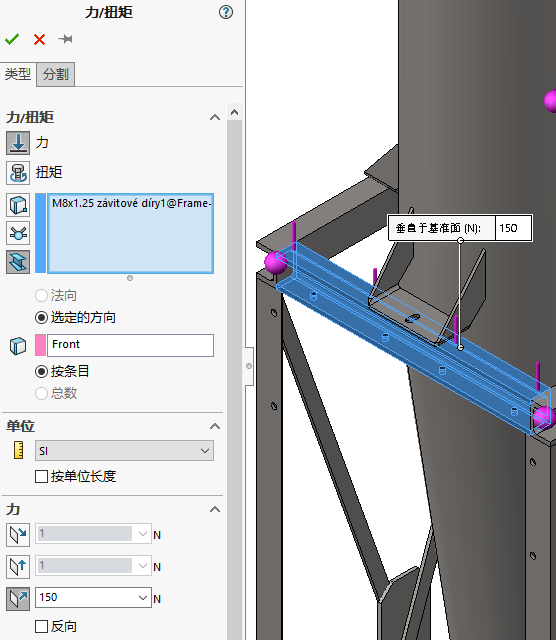 力/扭矩
类型
分割
力/扭矩
力
扭矩
M8x1.25 závitové díry1@Frame-
法向
选定的方向
Front
按条目
总数
单位
SI
按单位长度
力
1 N
1 N
150 N
反向
垂直于基准面 (N): 150